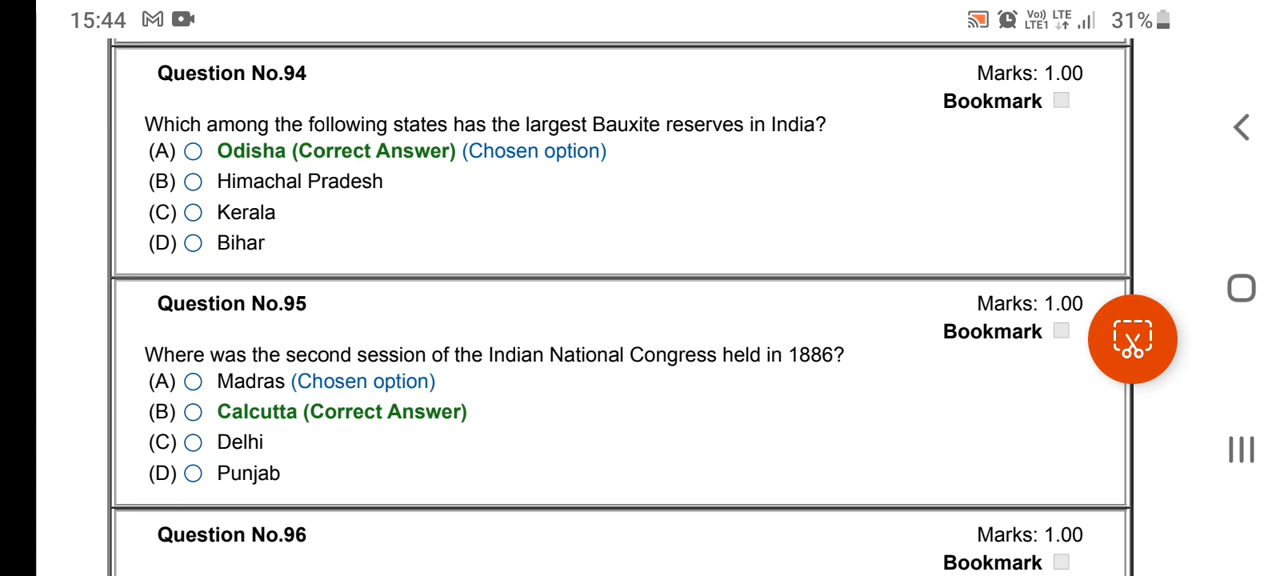 15:44
Vo)) LTE
LTE1
31%
Question No.94
Marks: 1.00
Bookmark
Which among the following states has the largest Bauxite reserves in India?
(A) Odisha (Correct Answer) (Chosen option)
(B) Himachal Pradesh
(C) Kerala
(D) Bihar
Question No.95
Marks: 1.00
Bookmark
Where was the second session of the Indian National Congress held in 1886?
(A) Madras (Chosen option)
(B) Calcutta (Correct Answer)
(C) Delhi
(D) Punjab
Question No.96
Marks: 1.00
Bookmark